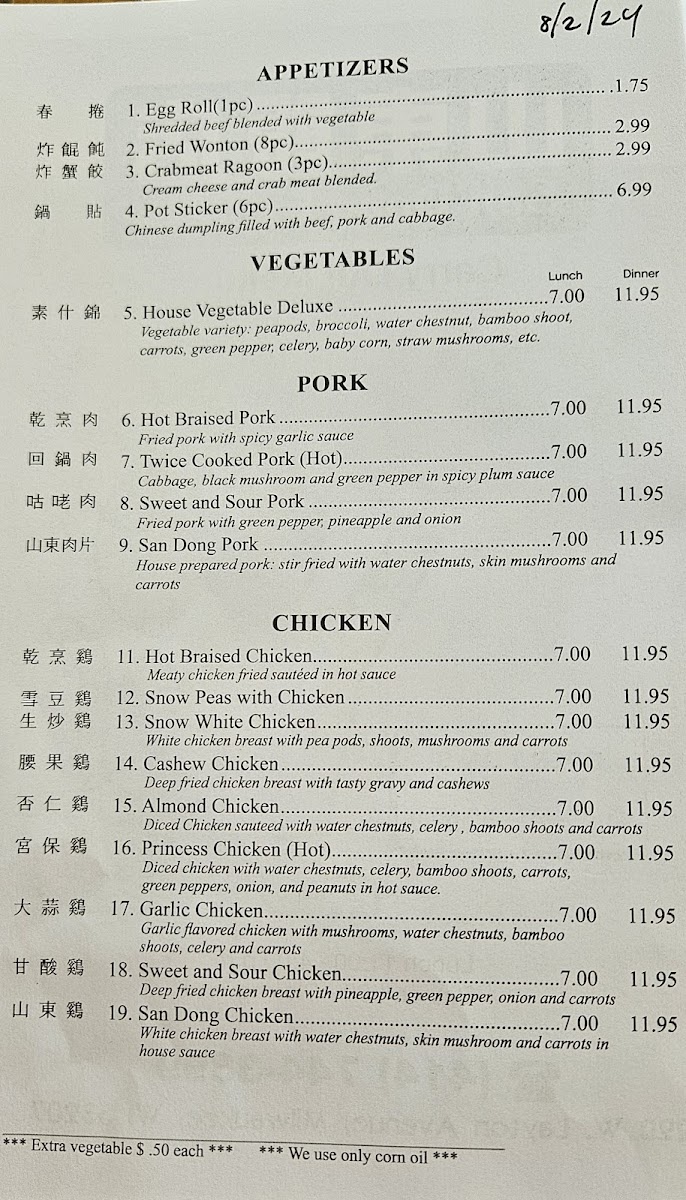 8/2/24
APPETIZERS
春 捲 1. Egg Roll(1pc) .1.75
Shredded beef blended with vegetable
炸 餛 飩 2. Fried Wonton (8pc) 2.99
炸 蟹 餃 3. Crabmeat Ragoon (3pc) 2.99
Cream cheese and crab meat blended.
鍋 貼 4. Pot Sticker (6pc) 6.99
Chinese dumpling filled with beef, pork and cabbage.
VEGETABLES
Lunch Dinner
素 什 錦 5. House Vegetable Deluxe 7.00 11.95
Vegetable variety: peapods, broccoli, water chestnut, bamboo shoot,
carrots, green pepper, celery, baby corn, straw mushrooms, etc.
PORK
乾 烹 肉 6. Hot Braised Pork 7.00 11.95
Fried pork with spicy garlic sauce
回 鍋 肉 7. Twice Cooked Pork (Hot) 7.00 11.95
Cabbage, black mushroom and green pepper in spicy plum sauce
咕 咾 肉 8. Sweet and Sour Pork 7.00 11.95
Fried pork with green pepper, pineapple and onion
山東肉片 9. San Dong Pork 7.00 11.95
House prepared pork: stir fried with water chestnuts, skin mushrooms and
carrots
CHICKEN
乾 烹 鷄 11. Hot Braised Chicken 7.00 11.95
Meaty chicken fried sautéed in hot sauce
雪 豆 鷄 12. Snow Peas with Chicken 7.00 11.95
生 炒 鷄 13. Snow White Chicken 7.00 11.95
White chicken breast with pea pods, shoots, mushrooms and carrots
腰 果 鷄 14. Cashew Chicken 7.00 11.95
Deep fried chicken breast with tasty gravy and cashews
杏 仁 鷄 15. Almond Chicken 7.00 11.95
Diced Chicken sauteed with water chestnuts, celery , bamboo shoots and carrots
宮 保 鷄 16. Princess Chicken (Hot) 7.00 11.95
Diced chicken with water chestnuts, celery, bamboo shoots, carrots,
green peppers, onion, and peanuts in hot sauce.
大 蒜 鷄 17. Garlic Chicken 7.00 11.95
Garlic flavored chicken with mushrooms, water chestnuts, bamboo
shoots, celery and carrots
甘 酸 鷄 18. Sweet and Sour Chicken 7.00 11.95
Deep fried chicken breast with pineapple, green pepper, onion and carrots
山 東 鷄 19. San Dong Chicken 7.00 11.95
White chicken breast with water chestnuts, skin mushroom and carrots in
house sauce
*** Extra vegetable $ .50 each *** *** We use only corn oil ***